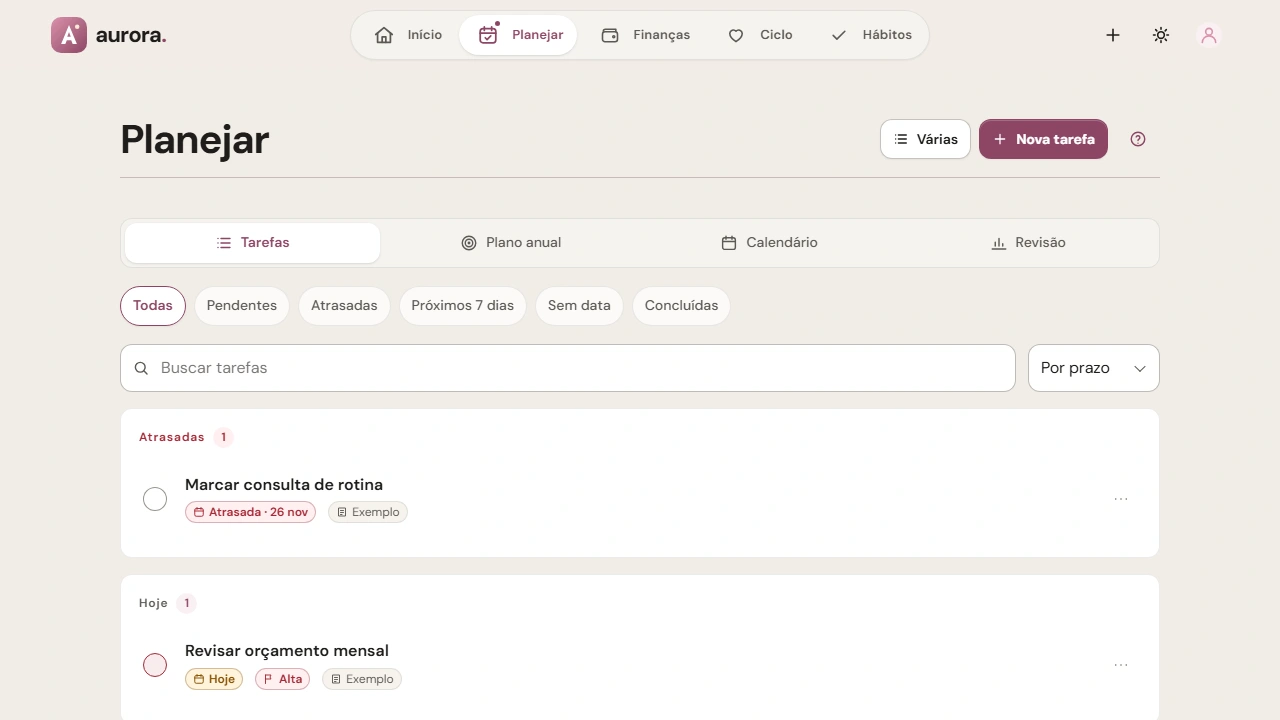 aurora.
Início
Planejar
Finanças
Ciclo
Hábitos
Planejar
Várias
Nova tarefa
Tarefas
Plano anual
Calendário
Revisão
Todas
Pendentes
Atrasadas
Próximos 7 dias
Sem data
Concluídas
Buscar tarefas
Por prazo
Atrasadas 1
Marcar consulta de rotina
Atrasada · 26 nov
Exemplo
Hoje 1
Revisar orçamento mensal
Hoje
Alta
Exemplo